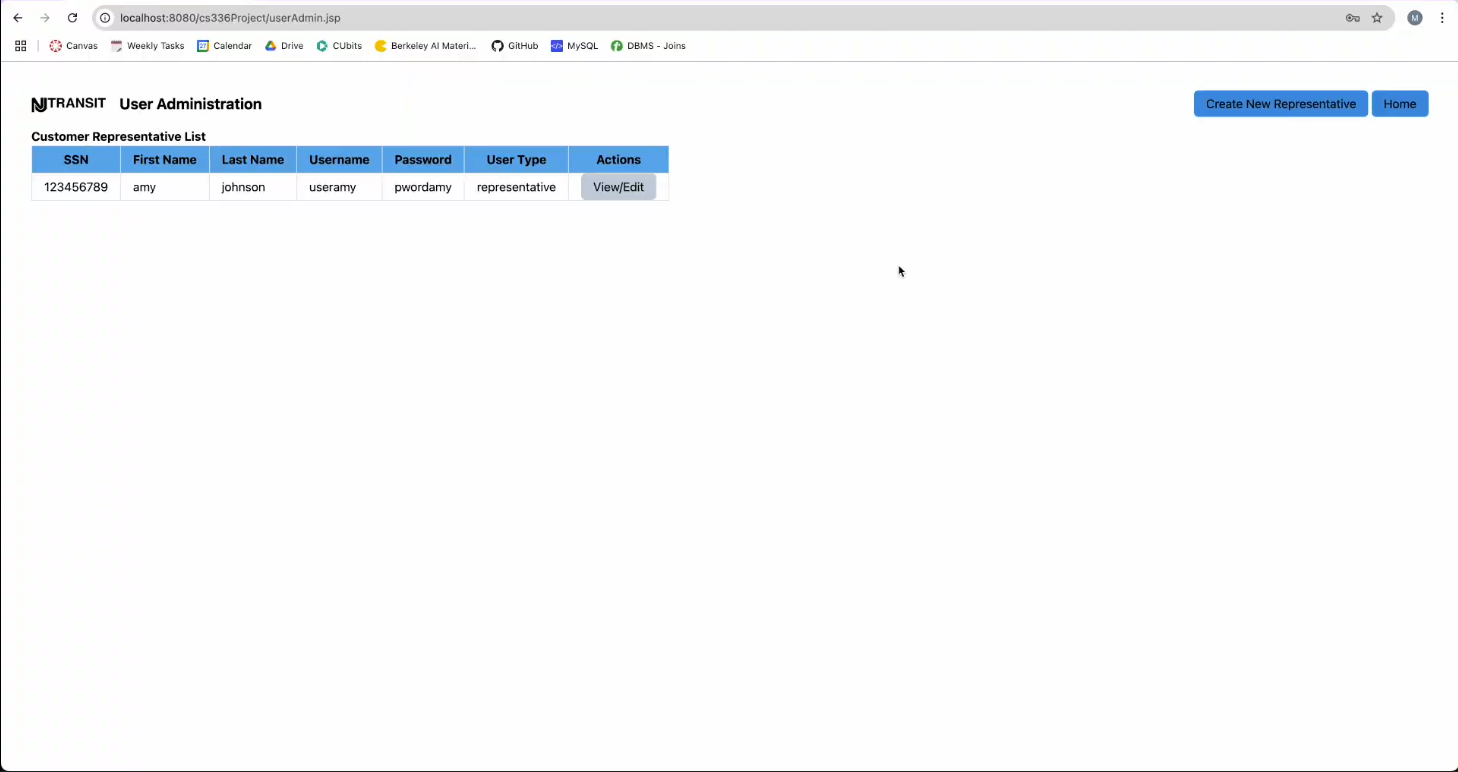 localhost:8080/cs336Project/userAdmin.jsp M
Canvas Weekly Tasks Calendar Drive CUbits Berkeley AI Materi... GitHub MySQL DBMS - Joins
NJ TRANSIT User Administration Create New Representative Home
Customer Representative List
SSN First Name Last Name Username Password User Type Actions
123456789 amy johnson useramy pwordamy representative View/Edit